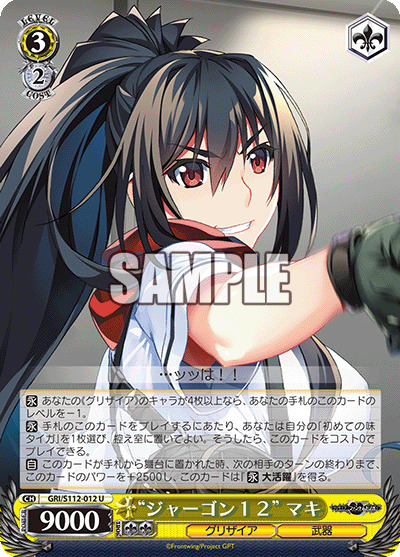 LEVEL
3
2
COST
SAMPLE
…ッッは！！
永 あなたの《グリザイア》のキャラが4枚以上なら、あなたの手札のこのカードの
レベルを－1。
永 手札のこのカードをプレイするにあたり、あなたは自分の「初めての味
タイガ」を1枚選び、控え室に置いてよい。そうしたら、このカードをコスト0で
プレイできる。
自 このカードが手札から舞台に置かれた時、次の相手のターンの終わりまで、
このカードのパワーを＋2500し、このカードは『永 大活躍』を得る。
CH GRI/S112-012 U
POWER
9000
SOUL
“ジャーゴン１２” マキ
グリザイア 武器
©Frontwing/Project GPT